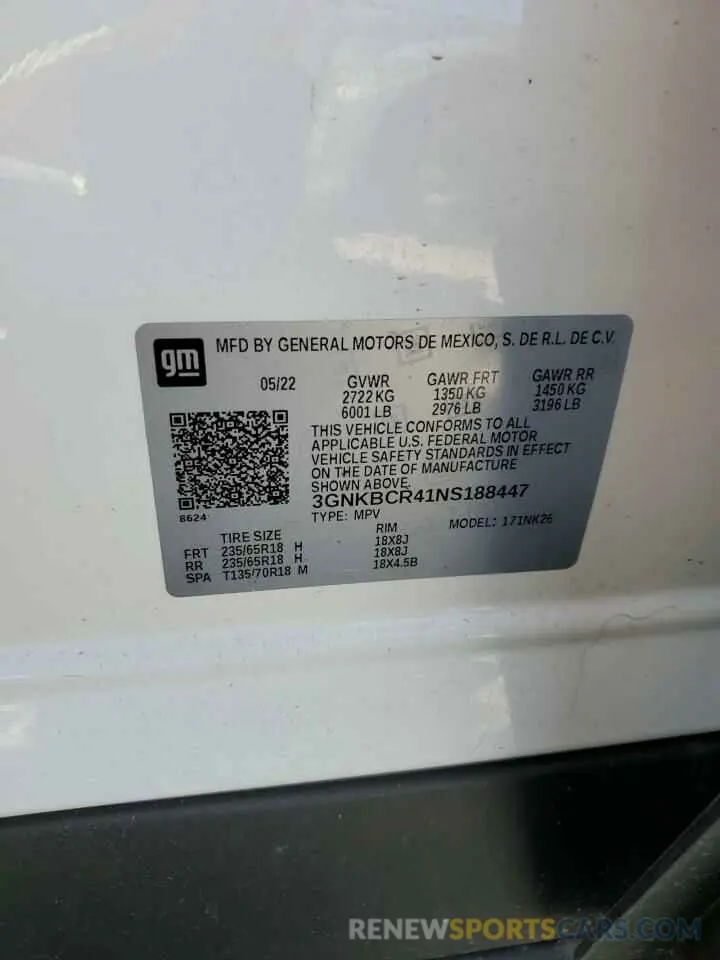 gm
MFD BY GENERAL MOTORS DE MEXICO, S. DE R.L. DE C.V.
05/22 GVWR GAWR FRT GAWR RR
2722 KG 1350 KG 1450 KG
6001 LB 2976 LB 3196 LB
THIS VEHICLE CONFORMS TO ALL
APPLICABLE U.S. FEDERAL MOTOR
VEHICLE SAFETY STANDARDS IN EFFECT
ON THE DATE OF MANUFACTURE
SHOWN ABOVE.
3GNKBCR41NS188447
8624 TYPE: MPV MODEL: 171NK26
TIRE SIZE RIM
FRT 235/65R18 H 18X8J
RR 235/65R18 H 18X8J
SPA T135/70R18 M 18X4.5B
RENEWSPORTSCARS.COM